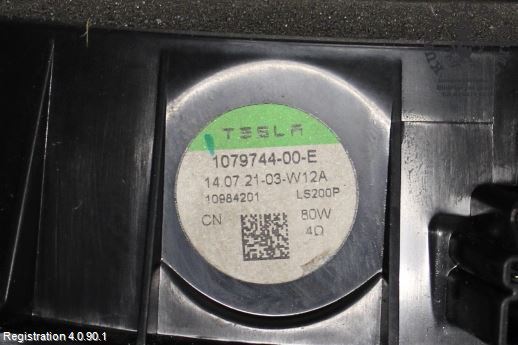 TESLA
1079744-00-E
14.07.21-03-W12A
10984201 LS200P
CN 80W
4Ω
Registration 4.0.90.1